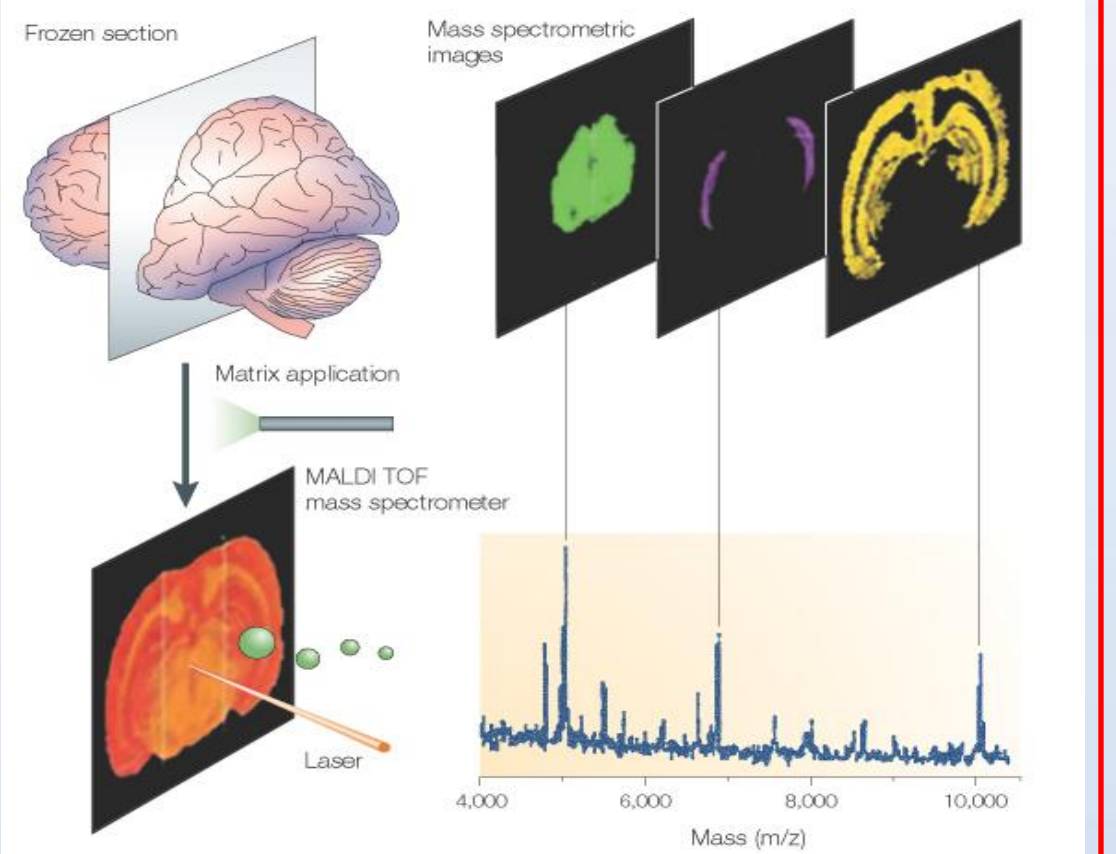 Frozen section
Mass spectrometric
images
Matrix application
MALDI TOF
mass spectrometer
Laser
4,000
6,000
8,000
10,000
Mass (m/z)